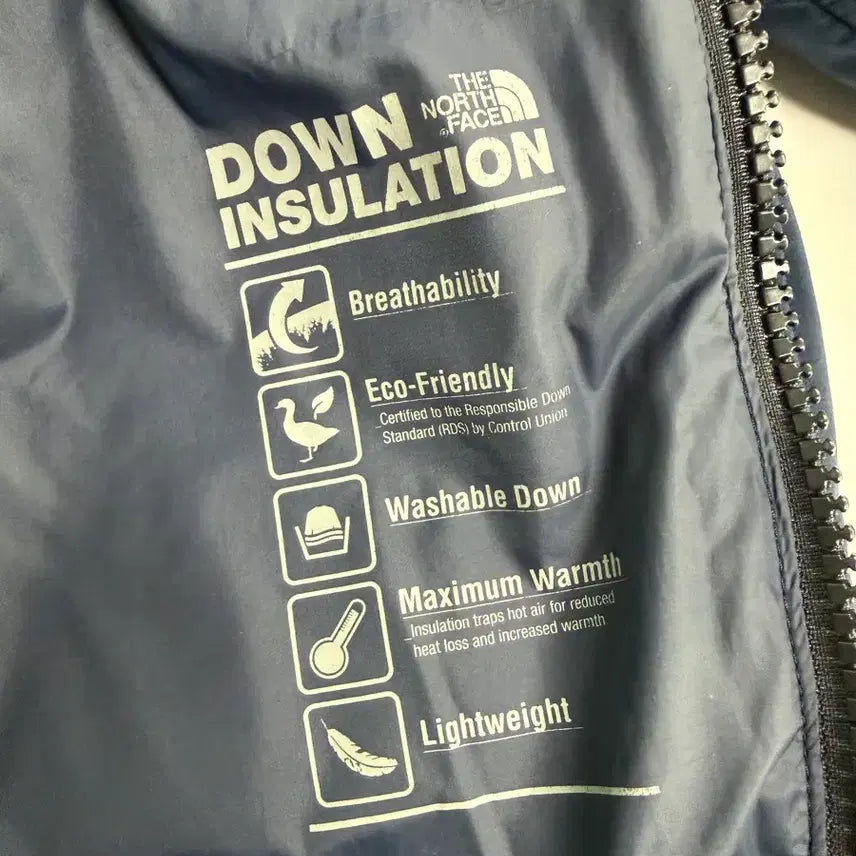 THE
NORTH
FACE
DOWN
INSULATION
Breathability
Eco-Friendly
Certified to the Responsible Down
Standard (RDS) by Control Union
Washable Down
Maximum Warmth
Insulation traps hot air for reduced
heat loss and increased warmth
Lightweight